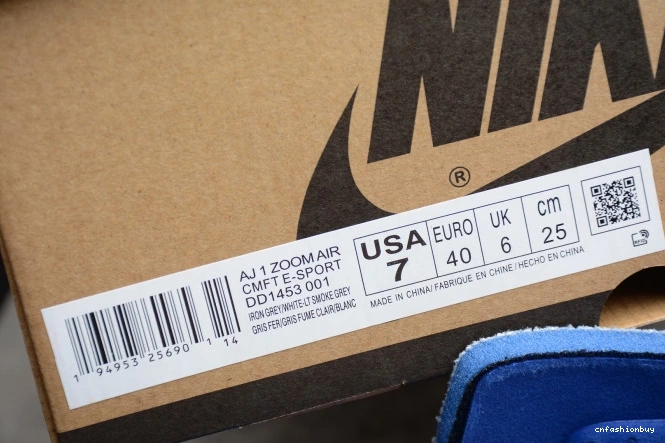 NIK
®
AJ 1 ZOOM AIR
CMFT E-SPORT
DD1453 001
IRON GREY/WHITE-LT SMOKE GREY
GRIS FER/GRIS FUME CLAIR/BLANC
1 94953 25690 1 14
USA
7
EURO
40
UK
6
cm
25
MADE IN CHINA/ FABRIQUE EN CHINE / HECHO EN CHINA
RFID
cnfashionbuy